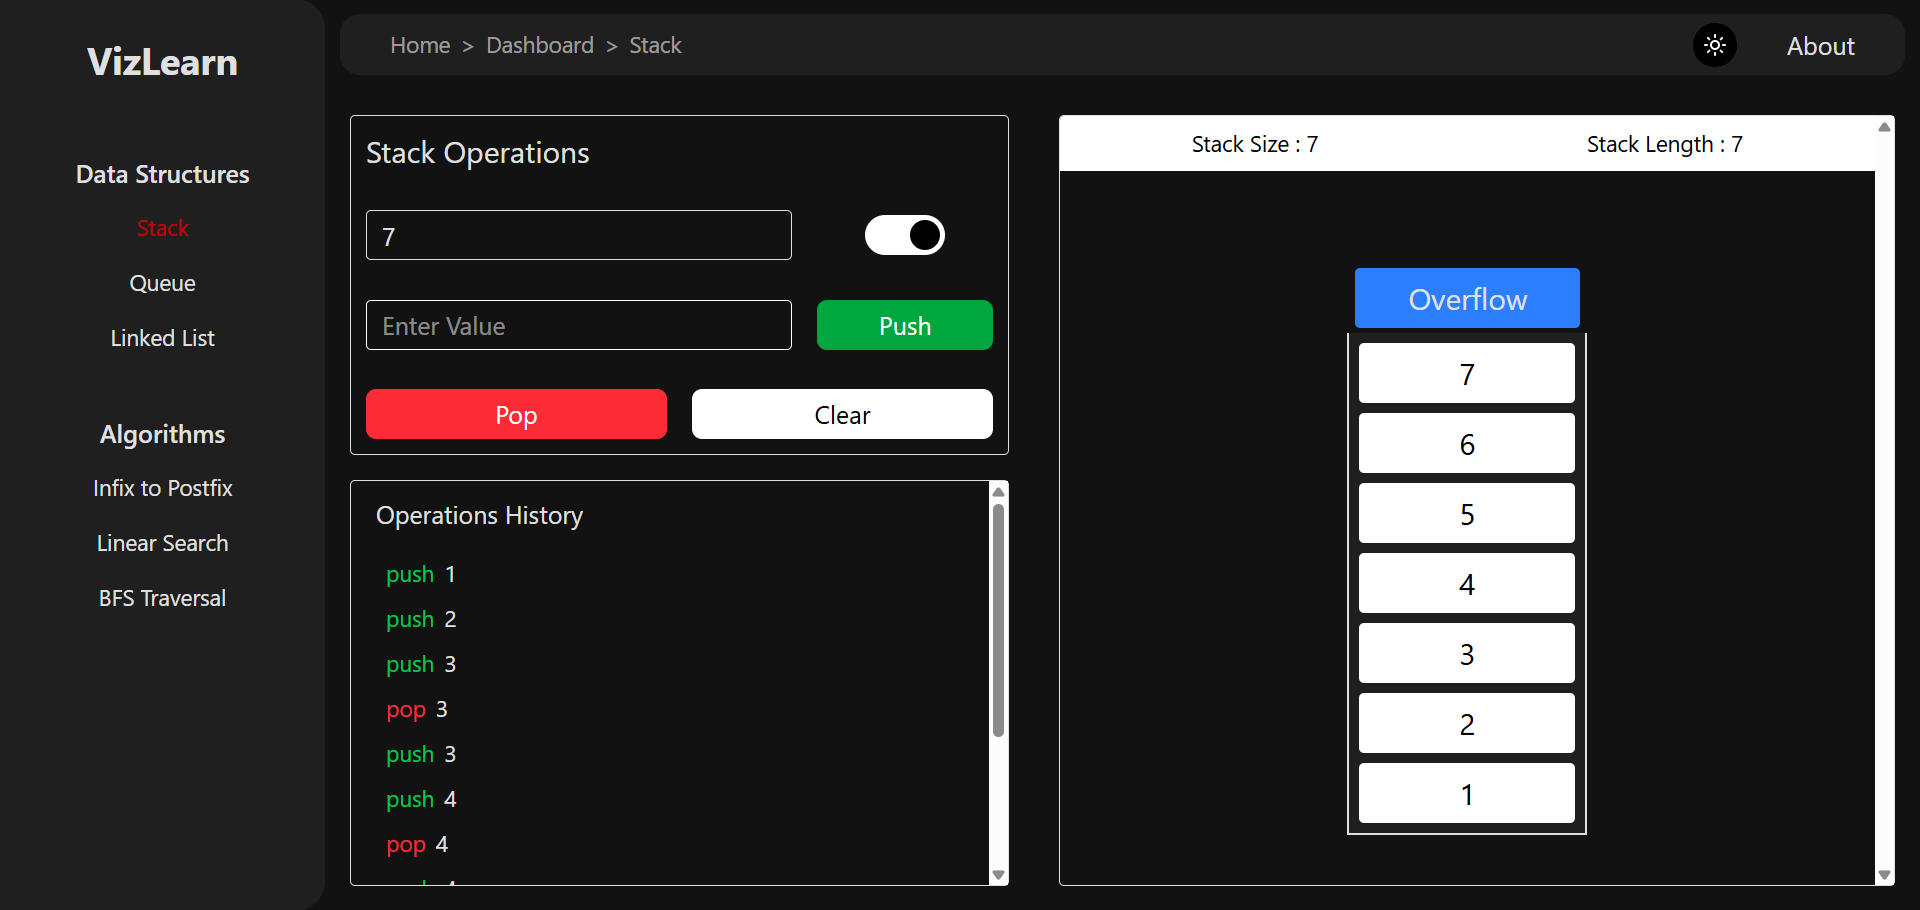 VizLearn
Data Structures
Stack
Queue
Linked List
Algorithms
Infix to Postfix
Linear Search
BFS Traversal
Home > Dashboard > Stack
About
Stack Operations
7
Enter Value
Push
Pop
Clear
Operations History
push 1
push 2
push 3
pop 3
push 3
push 4
pop 4
Stack Size : 7
Stack Length : 7
Overflow
7
6
5
4
3
2
1